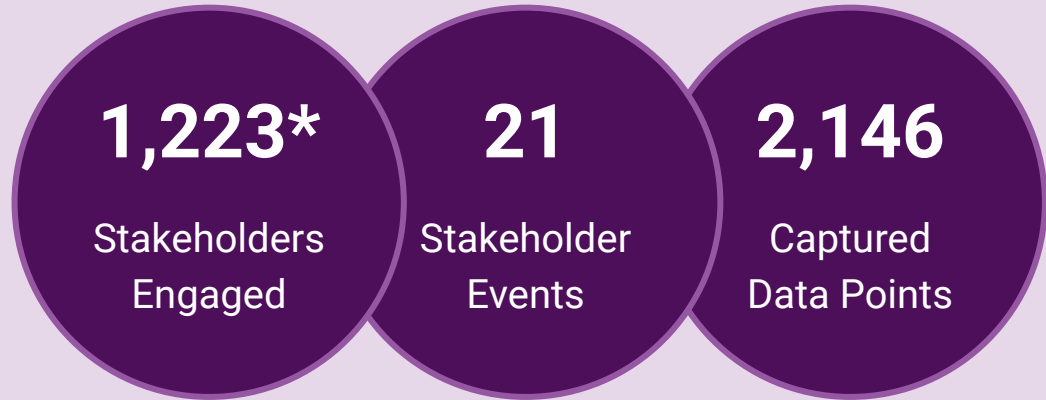 1,223*
Stakeholders
Engaged
21
Stakeholder
Events
2,146
Captured
Data Points